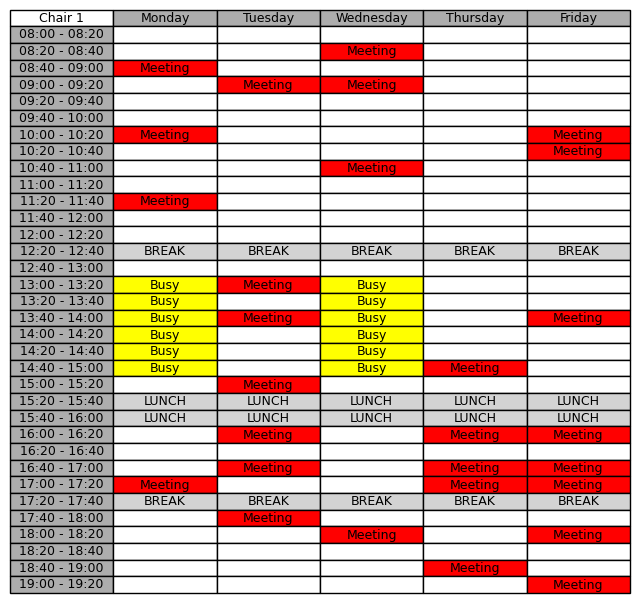 Chair 1 Monday Tuesday Wednesday Thursday Friday
08:00 - 08:20
08:20 - 08:40 Meeting
08:40 - 09:00 Meeting
09:00 - 09:20 Meeting Meeting
09:20 - 09:40
09:40 - 10:00
10:00 - 10:20 Meeting Meeting
10:20 - 10:40 Meeting
10:40 - 11:00 Meeting
11:00 - 11:20
11:20 - 11:40 Meeting
11:40 - 12:00
12:00 - 12:20
12:20 - 12:40 BREAK BREAK BREAK BREAK BREAK
12:40 - 13:00
13:00 - 13:20 Busy Meeting Busy
13:20 - 13:40 Busy Busy
13:40 - 14:00 Busy Meeting Busy Meeting
14:00 - 14:20 Busy Busy
14:20 - 14:40 Busy Busy
14:40 - 15:00 Busy Busy Meeting
15:00 - 15:20 Meeting
15:20 - 15:40 LUNCH LUNCH LUNCH LUNCH LUNCH
15:40 - 16:00 LUNCH LUNCH LUNCH LUNCH LUNCH
16:00 - 16:20 Meeting Meeting Meeting
16:20 - 16:40
16:40 - 17:00 Meeting Meeting Meeting
17:00 - 17:20 Meeting Meeting Meeting
17:20 - 17:40 BREAK BREAK BREAK BREAK BREAK
17:40 - 18:00 Meeting
18:00 - 18:20 Meeting Meeting
18:20 - 18:40
18:40 - 19:00 Meeting
19:00 - 19:20 Meeting